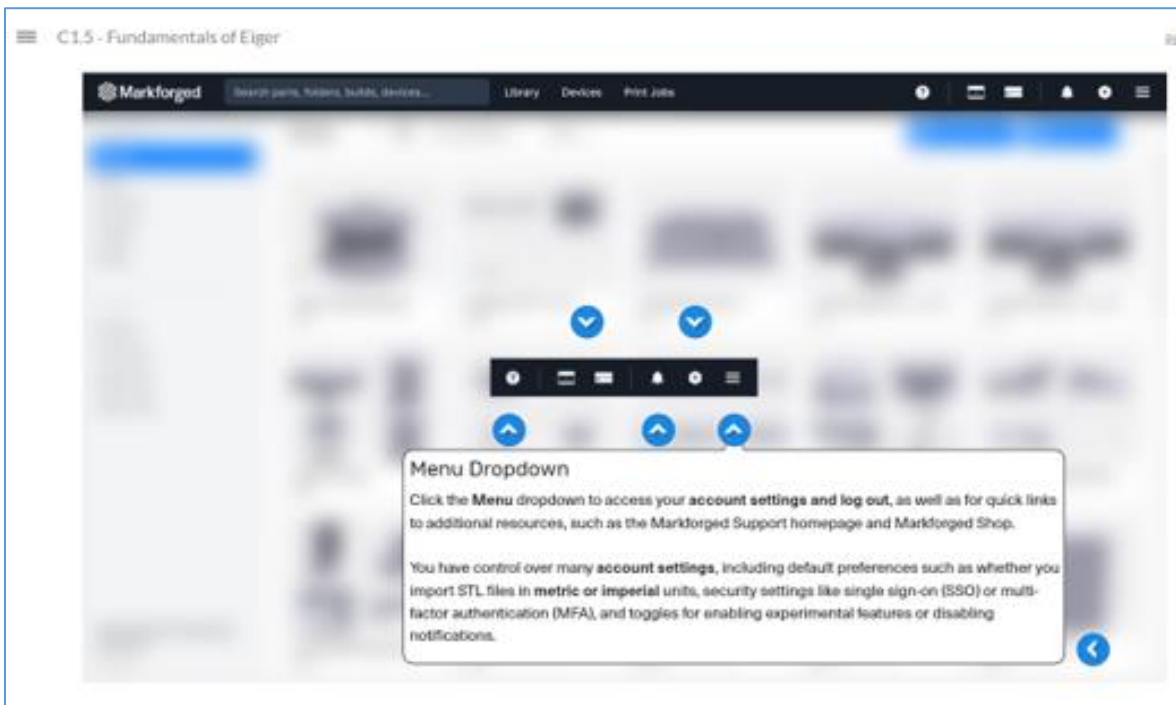 C1.5 - Fundamentals of Eiger
Markforged
Search parts, folders, builds, devices...
Library Devices Print Jobs
Menu Dropdown
Click the Menu dropdown to access your account settings and log out, as well as for quick links
to additional resources, such as the Markforged Support homepage and Markforged Shop.
You have control over many account settings, including default preferences such as whether you
import STL files in metric or imperial units, security settings like single sign-on (SSO) or multi-
factor authentication (MFA), and toggles for enabling experimental features or disabling
notifications.